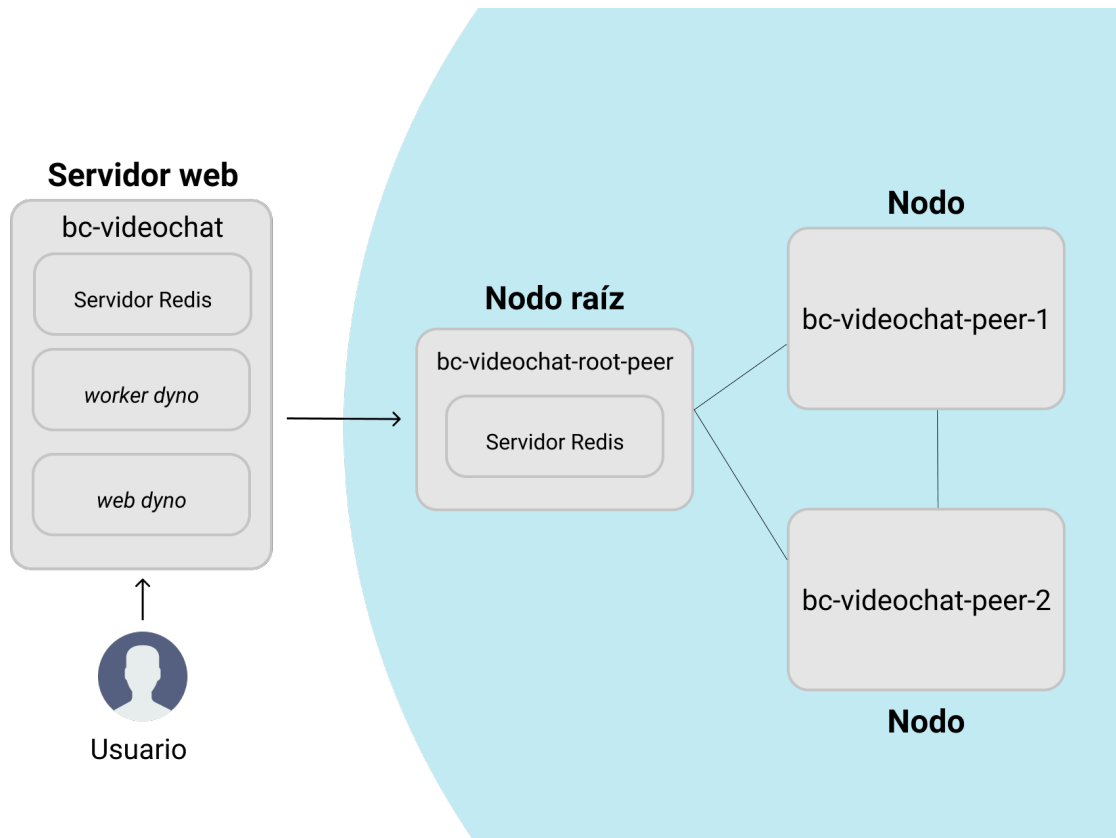 Servidor web
bc-videochat
Servidor Redis
worker dyno
web dyno
Usuario
Nodo raíz
bc-videochat-root-peer
Servidor Redis
Nodo
bc-videochat-peer-1
bc-videochat-peer-2
Nodo